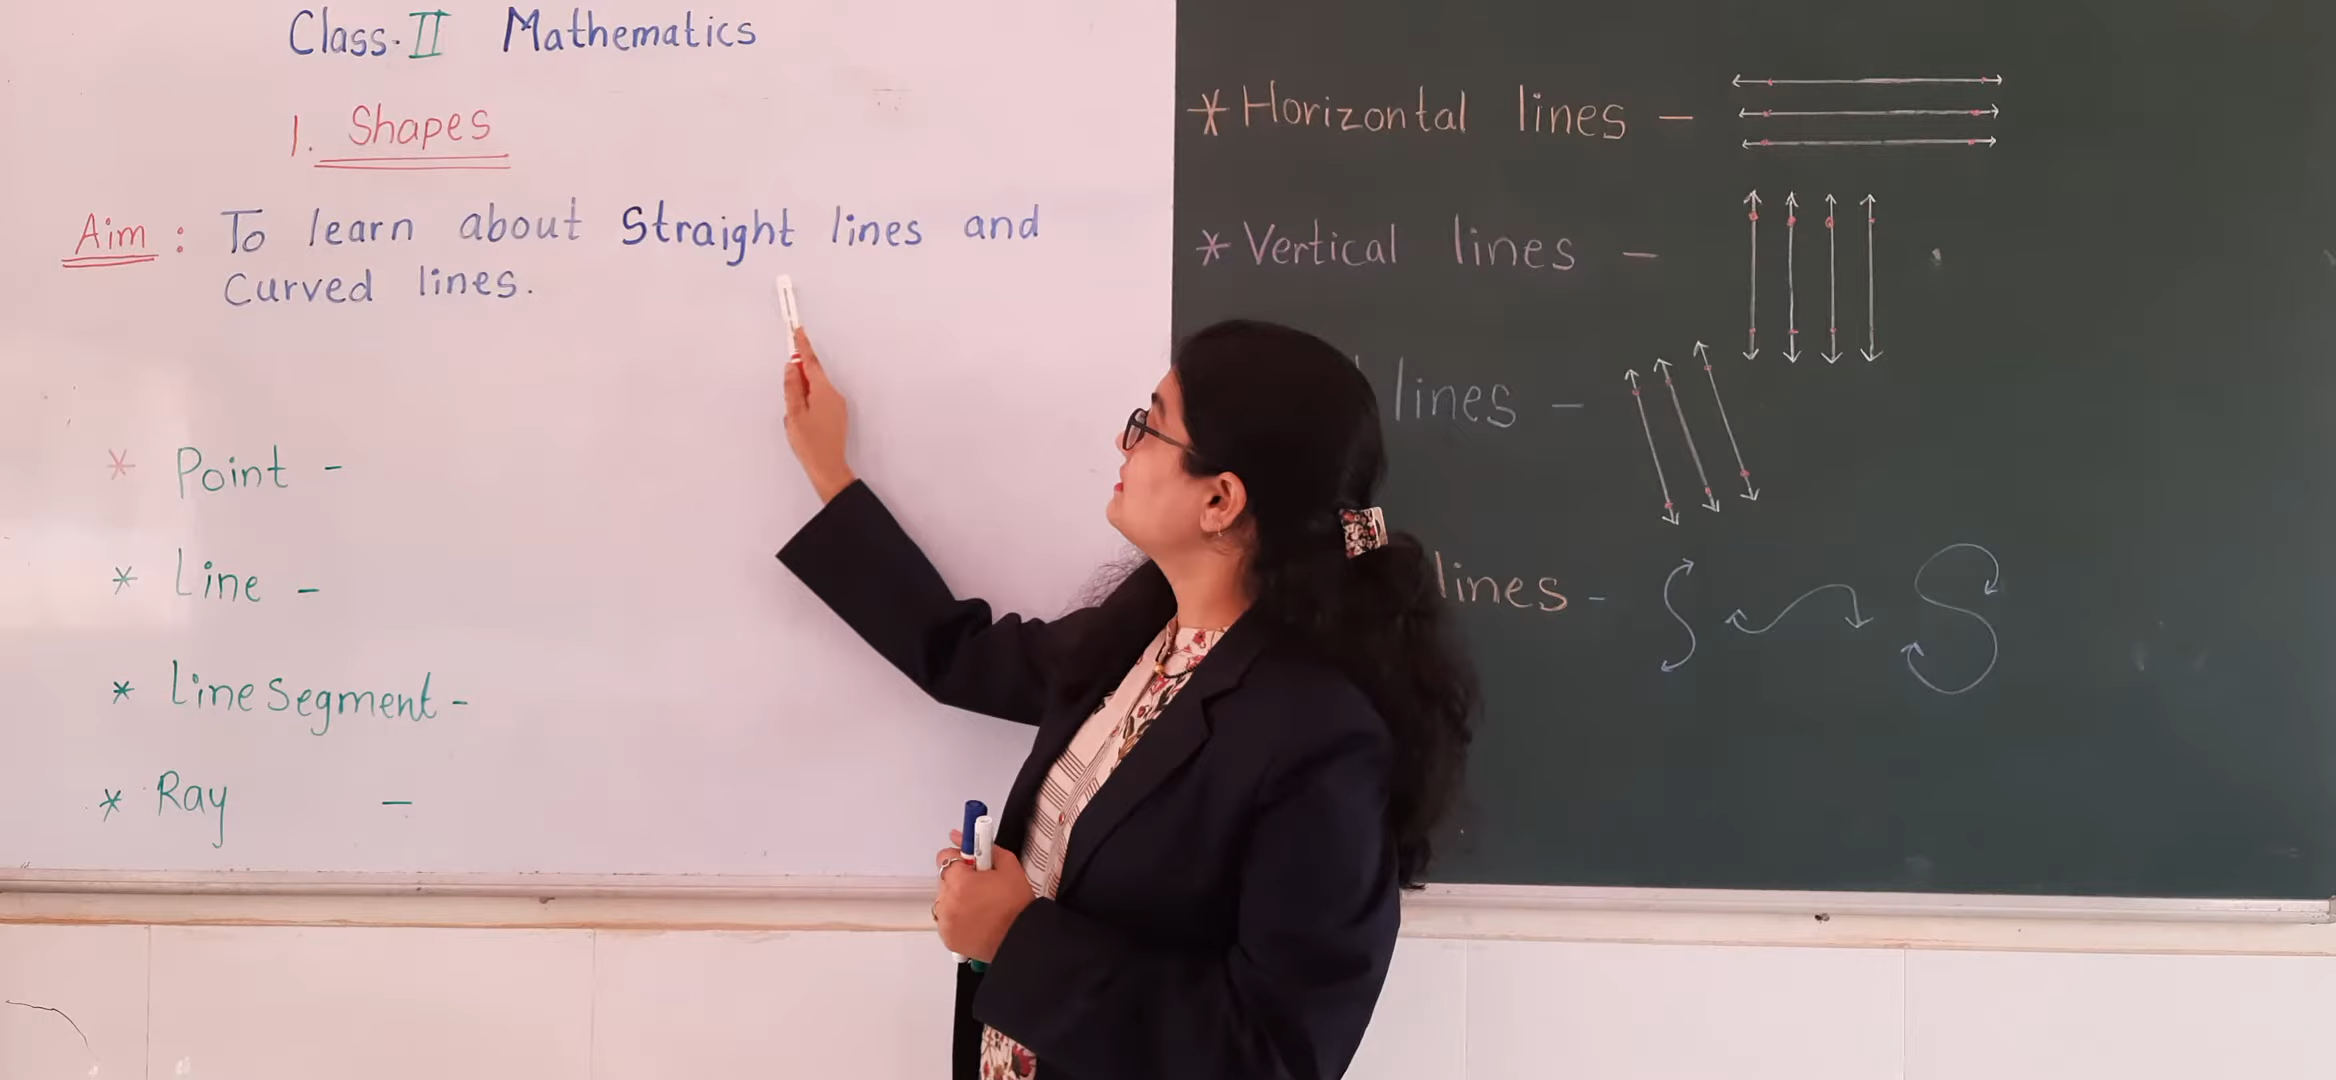 Class-II Mathematics
1. Shapes
Aim : To learn about Straight lines and
Curved lines.
* Point -
* Line -
* Line Segment -
* Ray -
* Horizontal lines -
* Vertical lines -
lines -
lines -